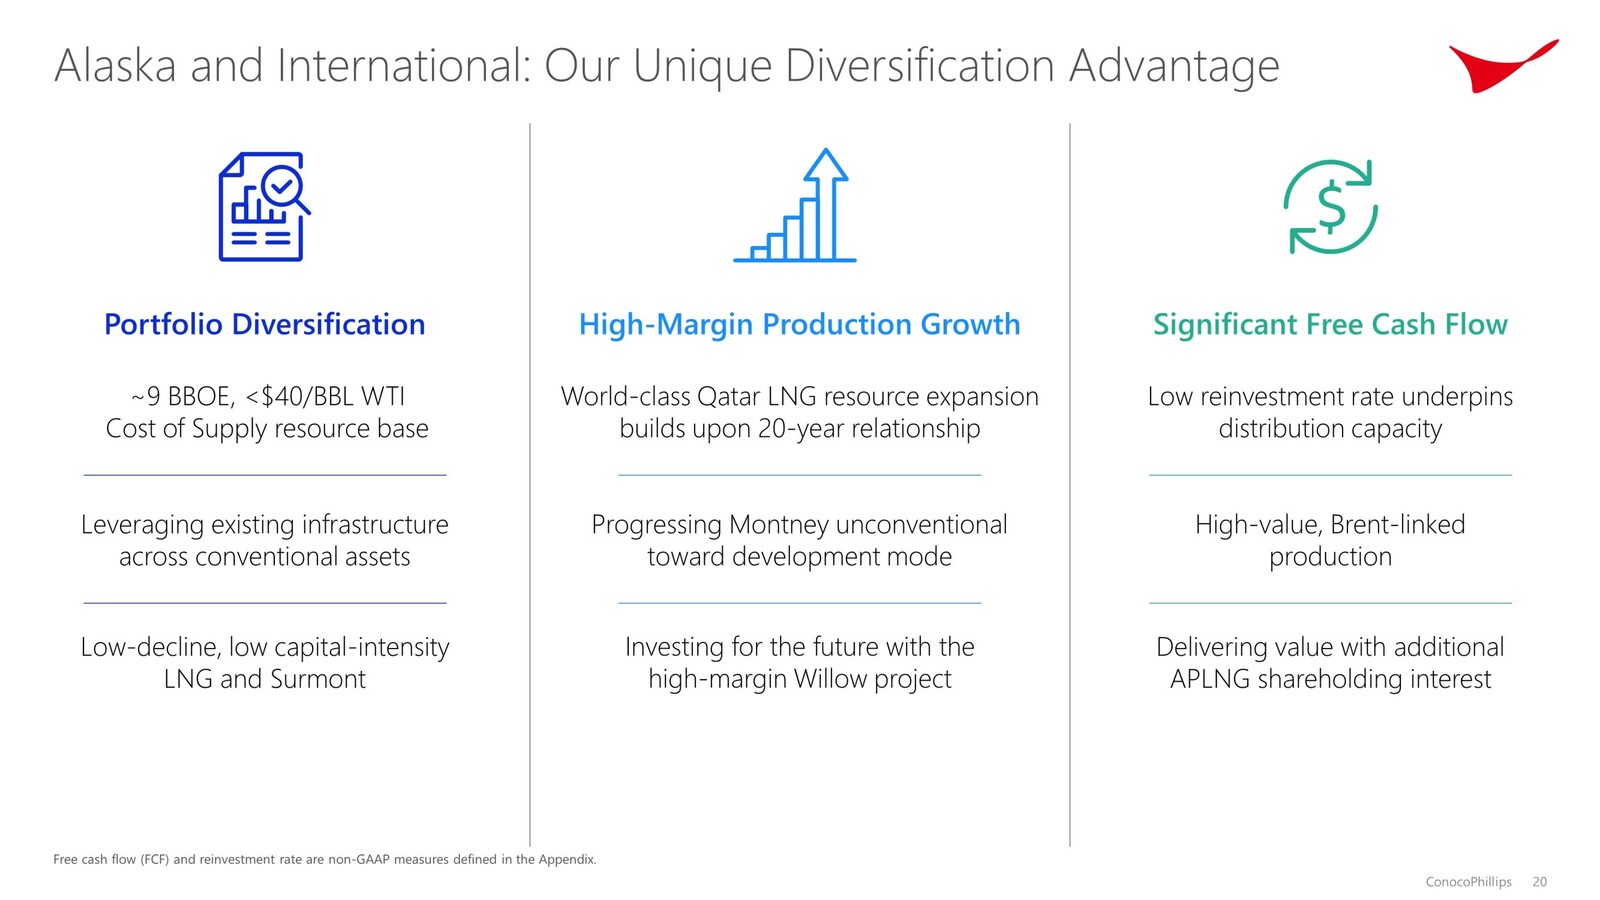 Alaska and International: Our Unique Diversification Advantage
Portfolio Diversification
~9 BBOE, <$40/BBL WTI
Cost of Supply resource base
Leveraging existing infrastructure
across conventional assets
Low-decline, low capital-intensity
LNG and Surmont
High-Margin Production Growth
World-class Qatar LNG resource expansion
builds upon 20-year relationship
Progressing Montney unconventional
toward development mode
Investing for the future with the
high-margin Willow project
$
Significant Free Cash Flow
Low reinvestment rate underpins
distribution capacity
High-value, Brent-linked
production
Delivering value with additional
APLNG shareholding interest
Free cash flow (FCF) and reinvestment rate are non-GAAP measures defined in the Appendix.
ConocoPhillips 20